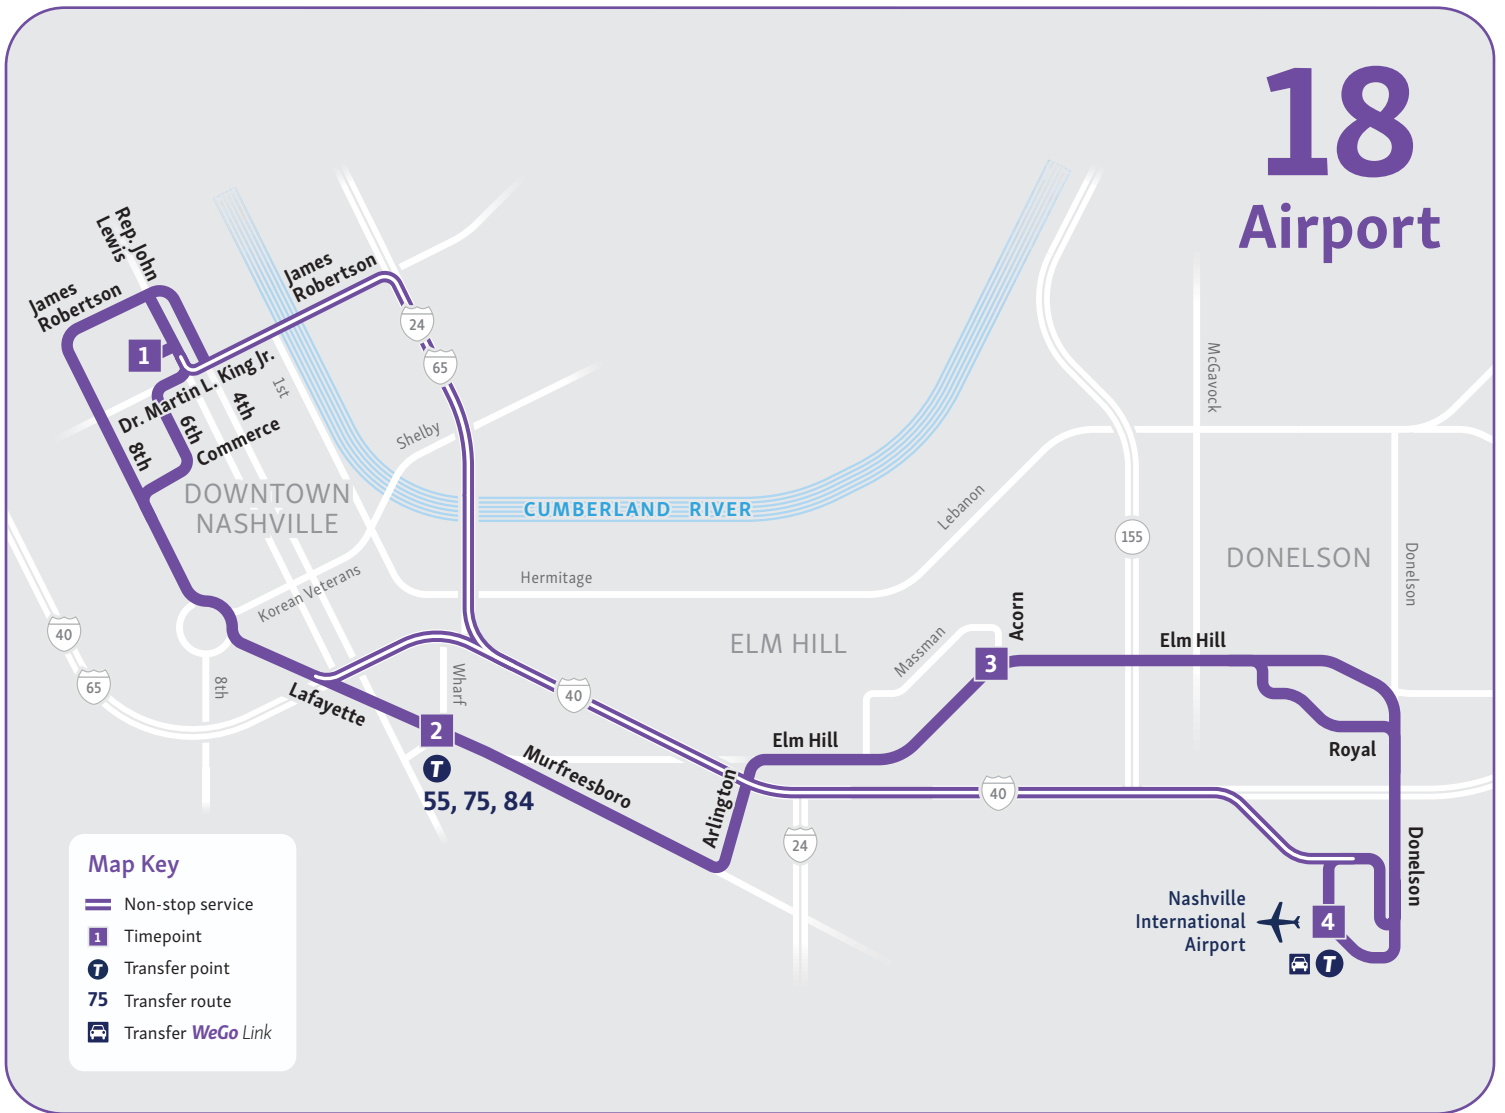 18
Airport
Rep. John
Lewis
James
Robertson
James
Robertson
24
65
1
Dr. Martin L. King Jr.
1st
4th
6th
8th
Commerce
Shelby
McGavock
DOWNTOWN
NASHVILLE
CUMBERLAND RIVER
Lebanon
155
DONELSON
Donelson
Korean Veterans
Hermitage
40
65
ELM HILL
Massman
Acorn
3
Elm Hill
8th
Lafayette
Wharf
40
2
T
55, 75, 84
Murfreesboro
Elm Hill
Arlington
Royal
40
24
Donelson
Nashville
International
Airport
4
T
Map Key
Non-stop service
1 Timepoint
T Transfer point
75 Transfer route
Transfer WeGo Link